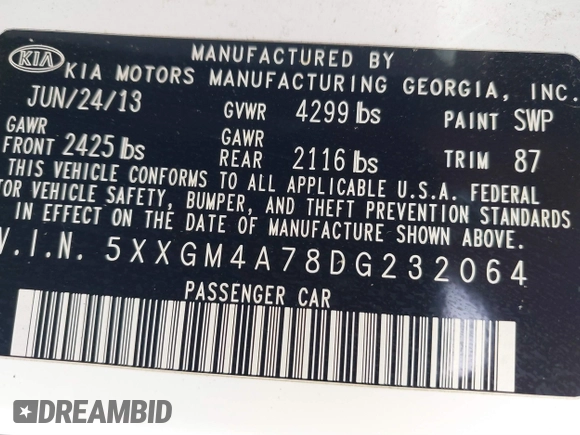 KIA
MANUFACTURED BY
KIA MOTORS MANUFACTURING GEORGIA, INC.
JUN/24/13 GVWR 4299 lbs PAINT SWP
GAWR FRONT 2425 lbs GAWR REAR 2116 lbs TRIM 87
THIS VEHICLE CONFORMS TO ALL APPLICABLE U.S.A. FEDERAL
OR VEHICLE SAFETY, BUMPER, AND THEFT PREVENTION STANDARDS
IN EFFECT ON THE DATE OF MANUFACTURE SHOWN ABOVE.
V.I.N. 5XXGM4A78DG232064
PASSENGER CAR
DREAMBID